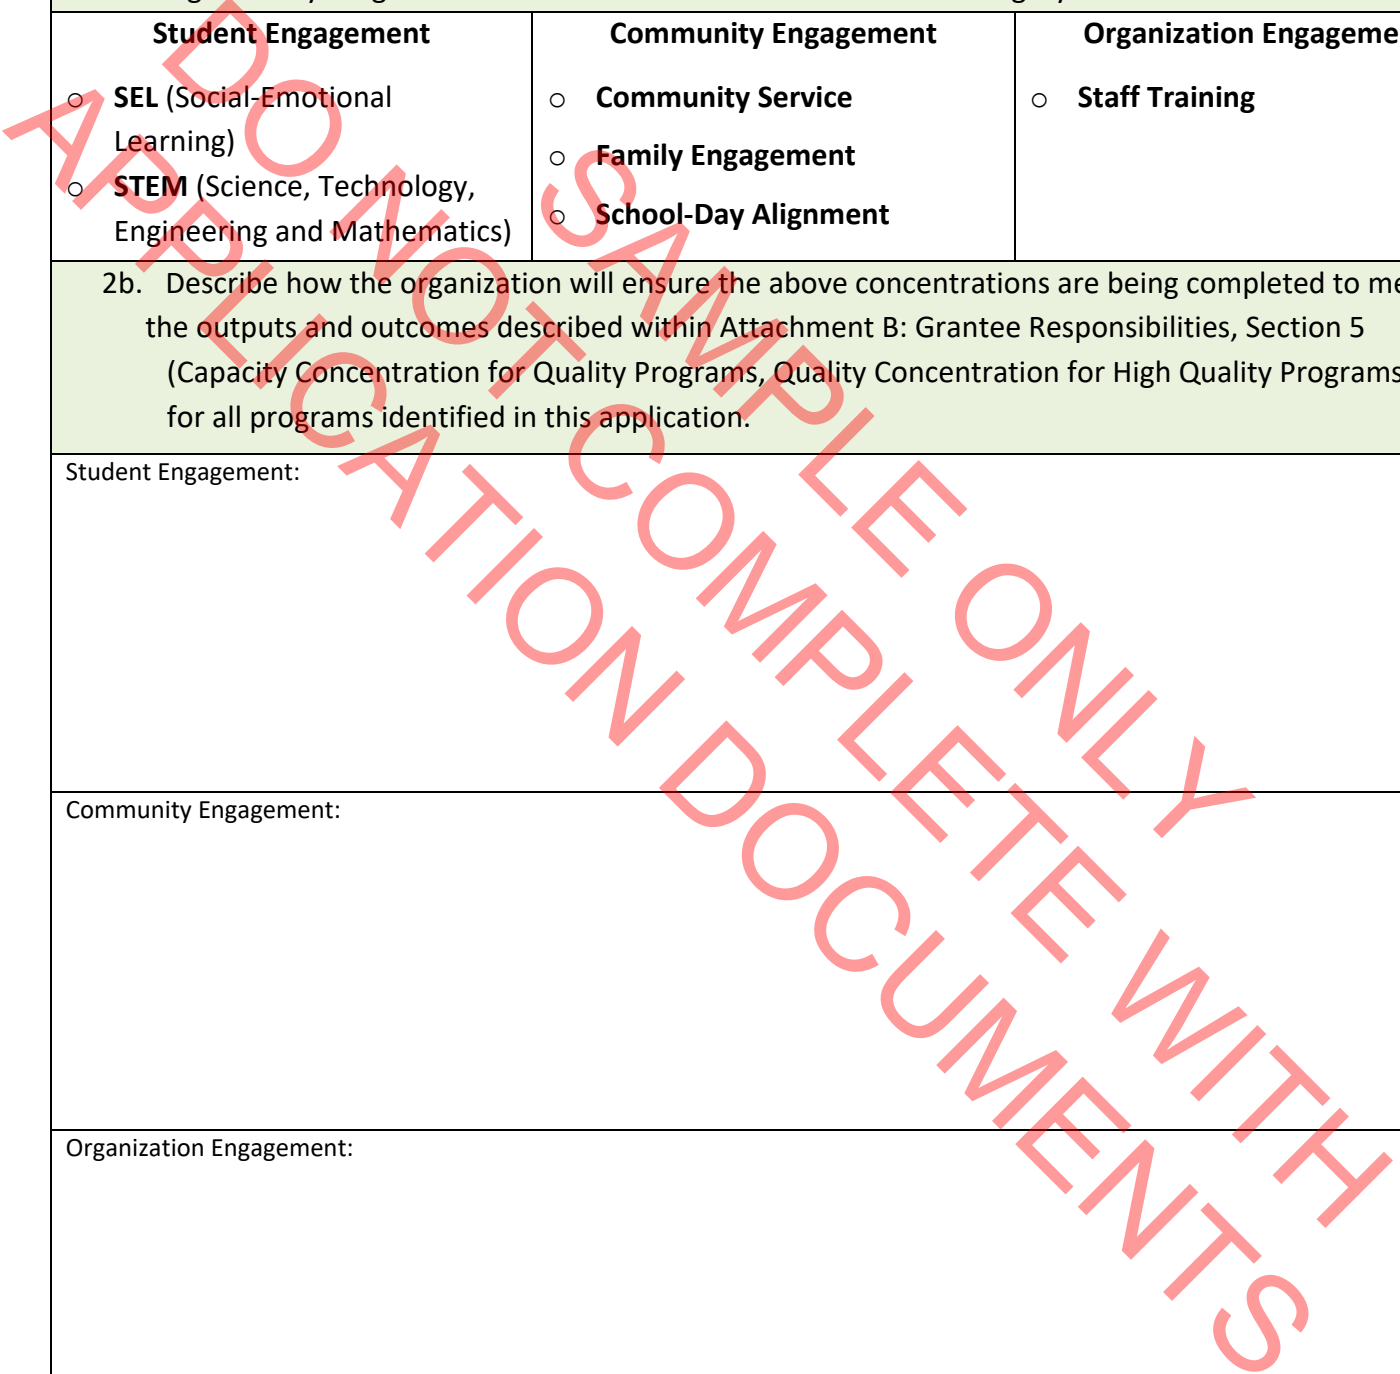 Student Engagement
Community Engagement
Organization Engageme
o SEL (Social-Emotional
Learning)
o STEM (Science, Technology,
Engineering and Mathematics)
o Community Service
o Family Engagement
o School-Day Alignment
o Staff Training
2b. Describe how the organization will ensure the above concentrations are being completed to me
the outputs and outcomes described within Attachment B: Grantee Responsibilities, Section 5
(Capacity Concentration for Quality Programs, Quality Concentration for High Quality Programs
for all programs identified in this application.
Student Engagement:
Community Engagement:
Organization Engagement:
SAMPLE ONLY
DO NOT COMPLETE WITH
APPLICATION DOCUMENTS